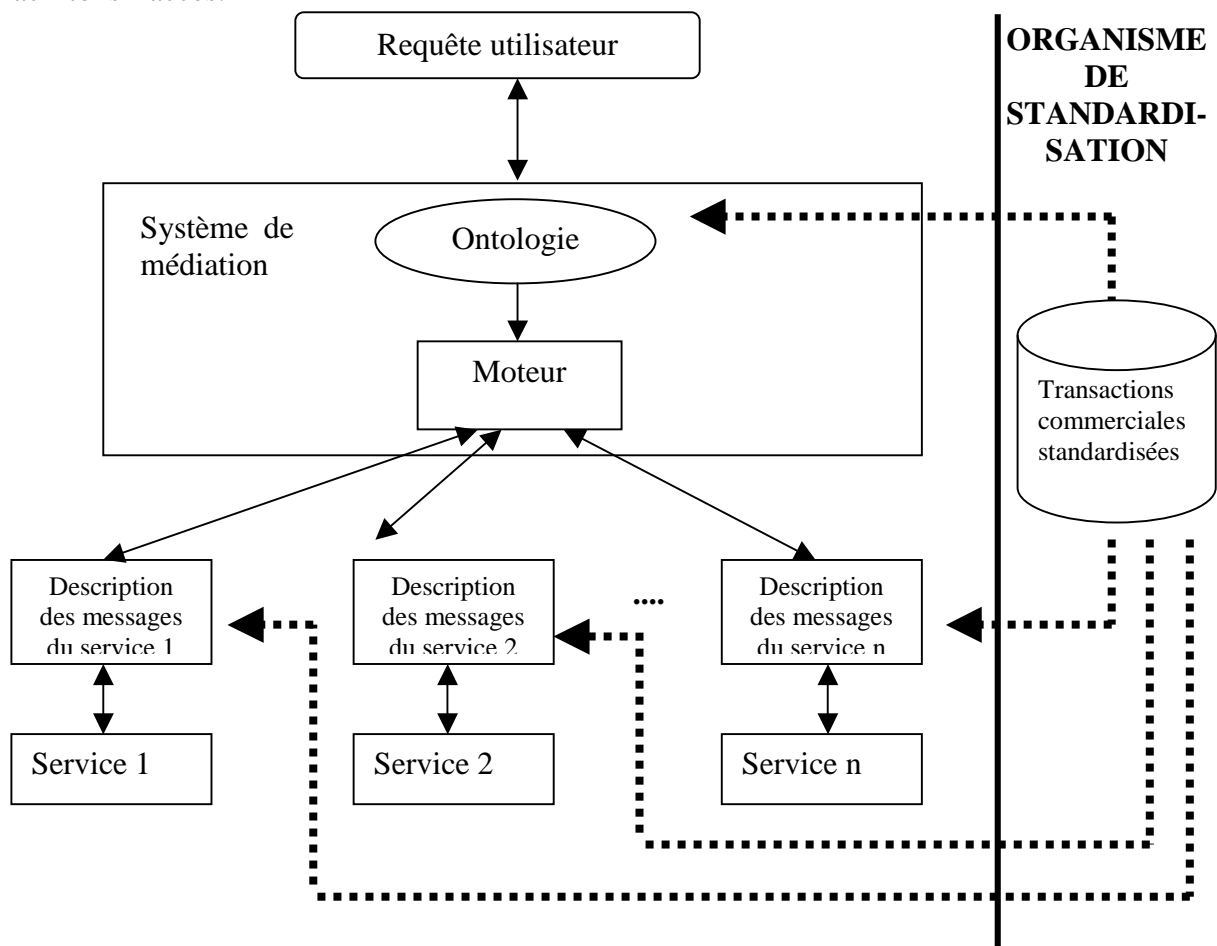 Requête utilisateur
ORGANISME
DE
STANDARDI-
SATION
Système de
médiation
Ontologie
Moteur
Transactions
commerciales
standardisées
Description
des messages
du service 1
Description
des messages
du service 2
....
Description
des messages
du service n
Service 1
Service 2
Service n